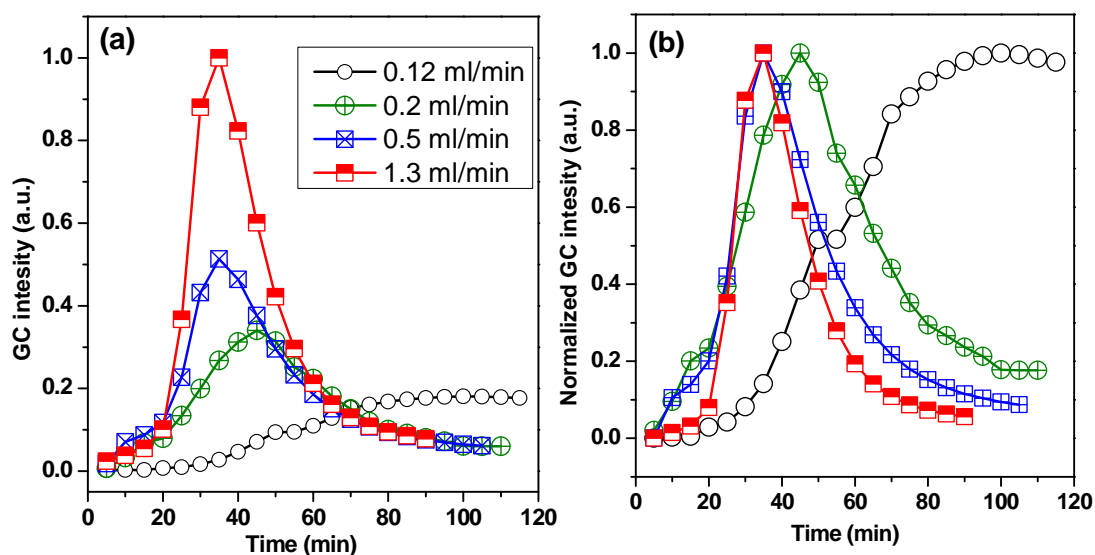 (a)
0.12 ml/min
0.2 ml/min
0.5 ml/min
1.3 ml/min
GC intesity (a.u.)
1.0
0.8
0.6
0.4
0.2
0.0
0 20 40 60 80 100 120
Time (min)
(b)
Normalized GC intesity (a.u.)
1.0
0.8
0.6
0.4
0.2
0.0
0 20 40 60 80 100 120
Time (min)